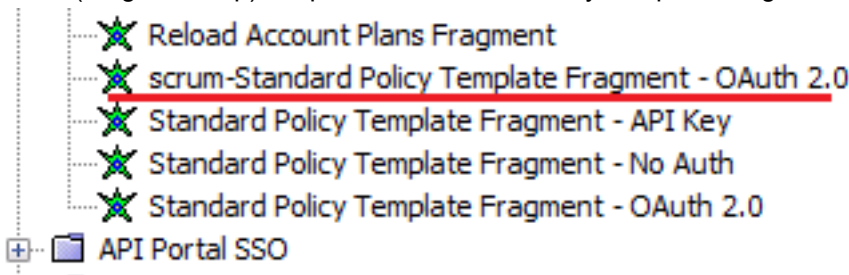 Reload Account Plans Fragment
scrum-Standard Policy Template Fragment - OAuth 2.0
Standard Policy Template Fragment - API Key
Standard Policy Template Fragment - No Auth
Standard Policy Template Fragment - OAuth 2.0
API Portal SSO